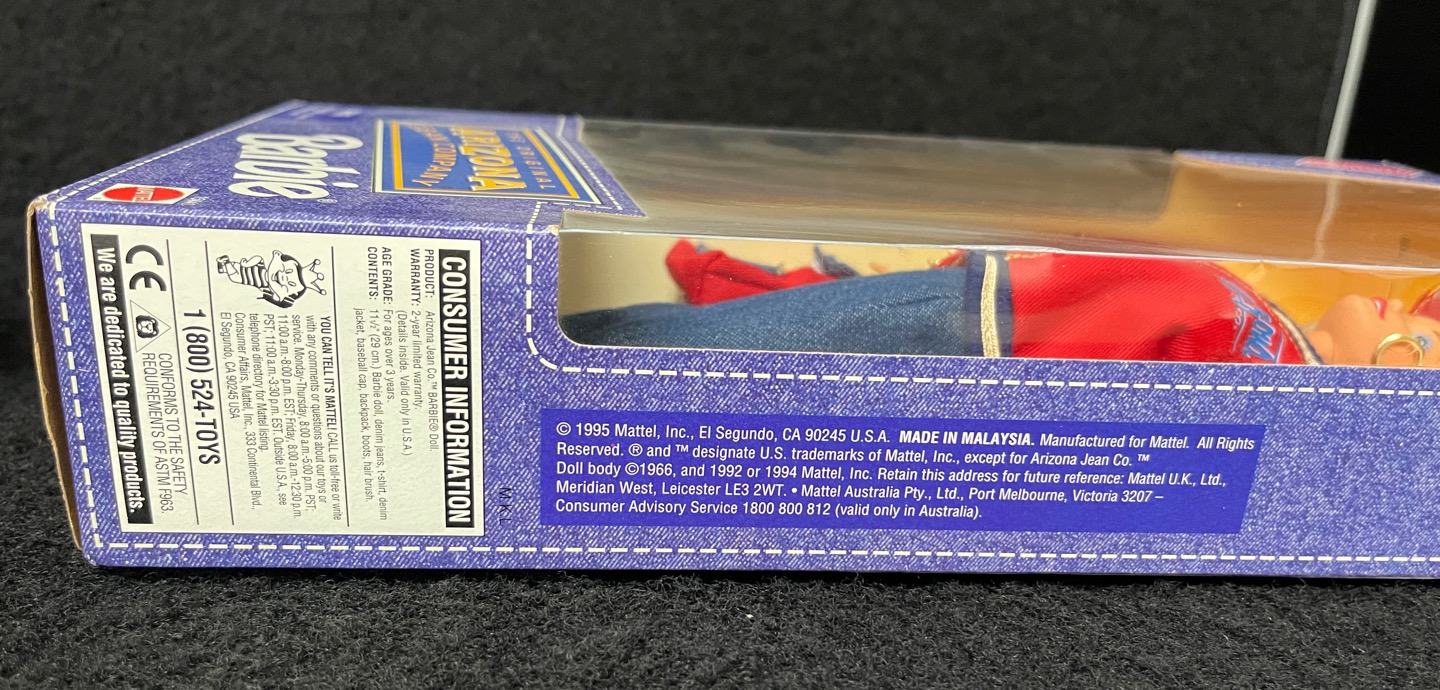 Barbie®
MATTEL
THE ORIGINAL
ARIZONA
JEAN COMPANY
CONSUMER INFORMATION
PRODUCT: Arizona Jean Co.™ BARBIE® Doll.
WARRANTY: 2-year limited warranty.
(Details inside. Valid only in U.S.A.)
AGE GRADE: For ages over 3 years.
CONTENTS: 11½" (29 cm.) Barbie doll, denim jeans, t-shirt, denim
jacket, baseball cap, backpack, boots, hair brush.
YOU CAN TELL IT'S MATTEL! CALL us toll-free or write
with any comments or questions about our toys or
service. Monday-Thursday, 8:00 a.m.-5:00 p.m. PST;
11:00 a.m.-8:00 p.m. EST; Friday, 8:00 a.m.-12:30 p.m.
PST; 11:00 a.m.-3:30 p.m. EST. Outside U.S.A., see
telephone directory for Mattel listing.
Consumer Affairs, Mattel, Inc., 333 Continental Blvd.,
El Segundo, CA 90245 USA
1 (800) 524-TOYS
CE
CONFORMS TO THE SAFETY
REQUIREMENTS OF ASTM F963.
We are dedicated to quality products.
© 1995 Mattel, Inc., El Segundo, CA 90245 U.S.A. MADE IN MALAYSIA. Manufactured for Mattel. All Rights
Reserved. ® and ™ designate U.S. trademarks of Mattel, Inc., except for Arizona Jean Co. ™
Doll body ©1966, and 1992 or 1994 Mattel, Inc. Retain this address for future reference: Mattel U.K., Ltd.,
Meridian West, Leicester LE3 2WT. • Mattel Australia Pty., Ltd., Port Melbourne, Victoria 3207 –
Consumer Advisory Service 1800 800 812 (valid only in Australia).